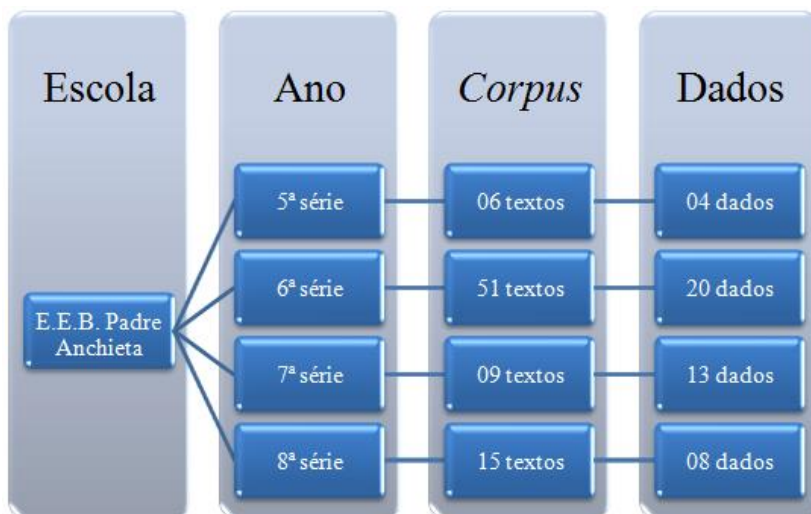 Escola
Ano
Corpus
Dados
E.E.B. Padre
Anchieta
5ª série
06 textos
04 dados
6ª série
51 textos
20 dados
7ª série
09 textos
13 dados
8ª série
15 textos
08 dados